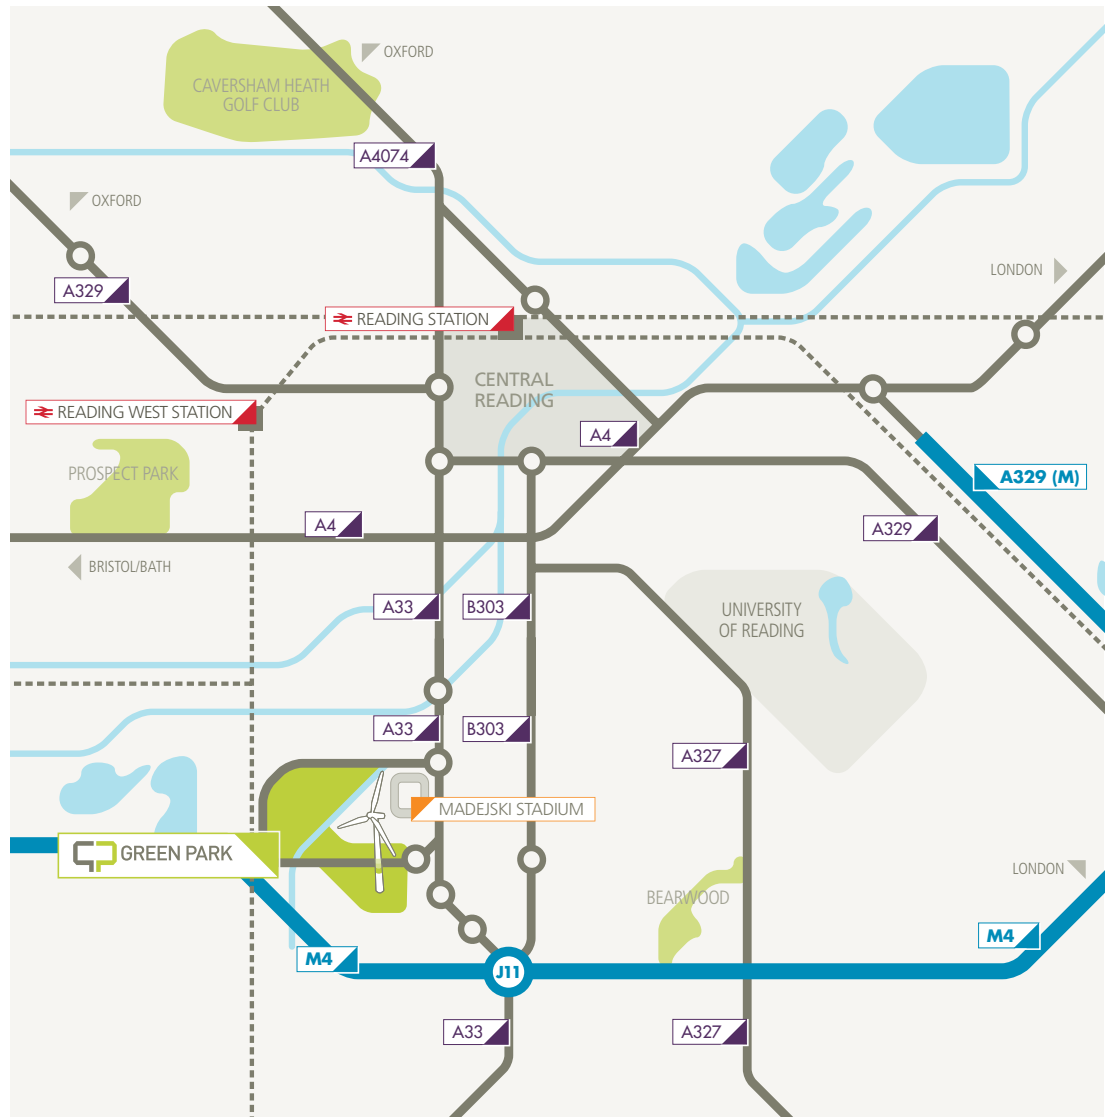 OXFORD
CAVERSHAM HEATH
GOLF CLUB
A4074
OXFORD
LONDON
A329
READING STATION
CENTRAL
READING
READING WEST STATION
A4
PROSPECT PARK
A329 (M)
A4
A329
BRISTOL/BATH
A33
B303
UNIVERSITY
OF READING
A33
B303
A327
MADEJSKI STADIUM
GREEN PARK
LONDON
BEARWOOD
M4
M4
J11
A33
A327